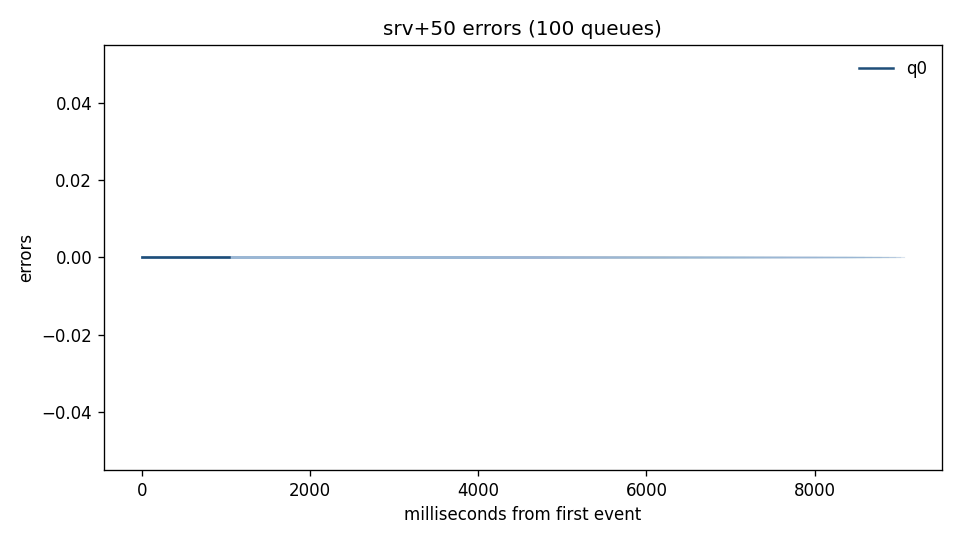 srv+50 errors (100 queues)
q0
0.04
0.02
0.00
−0.02
−0.04
errors
0 2000 4000 6000 8000
milliseconds from first event